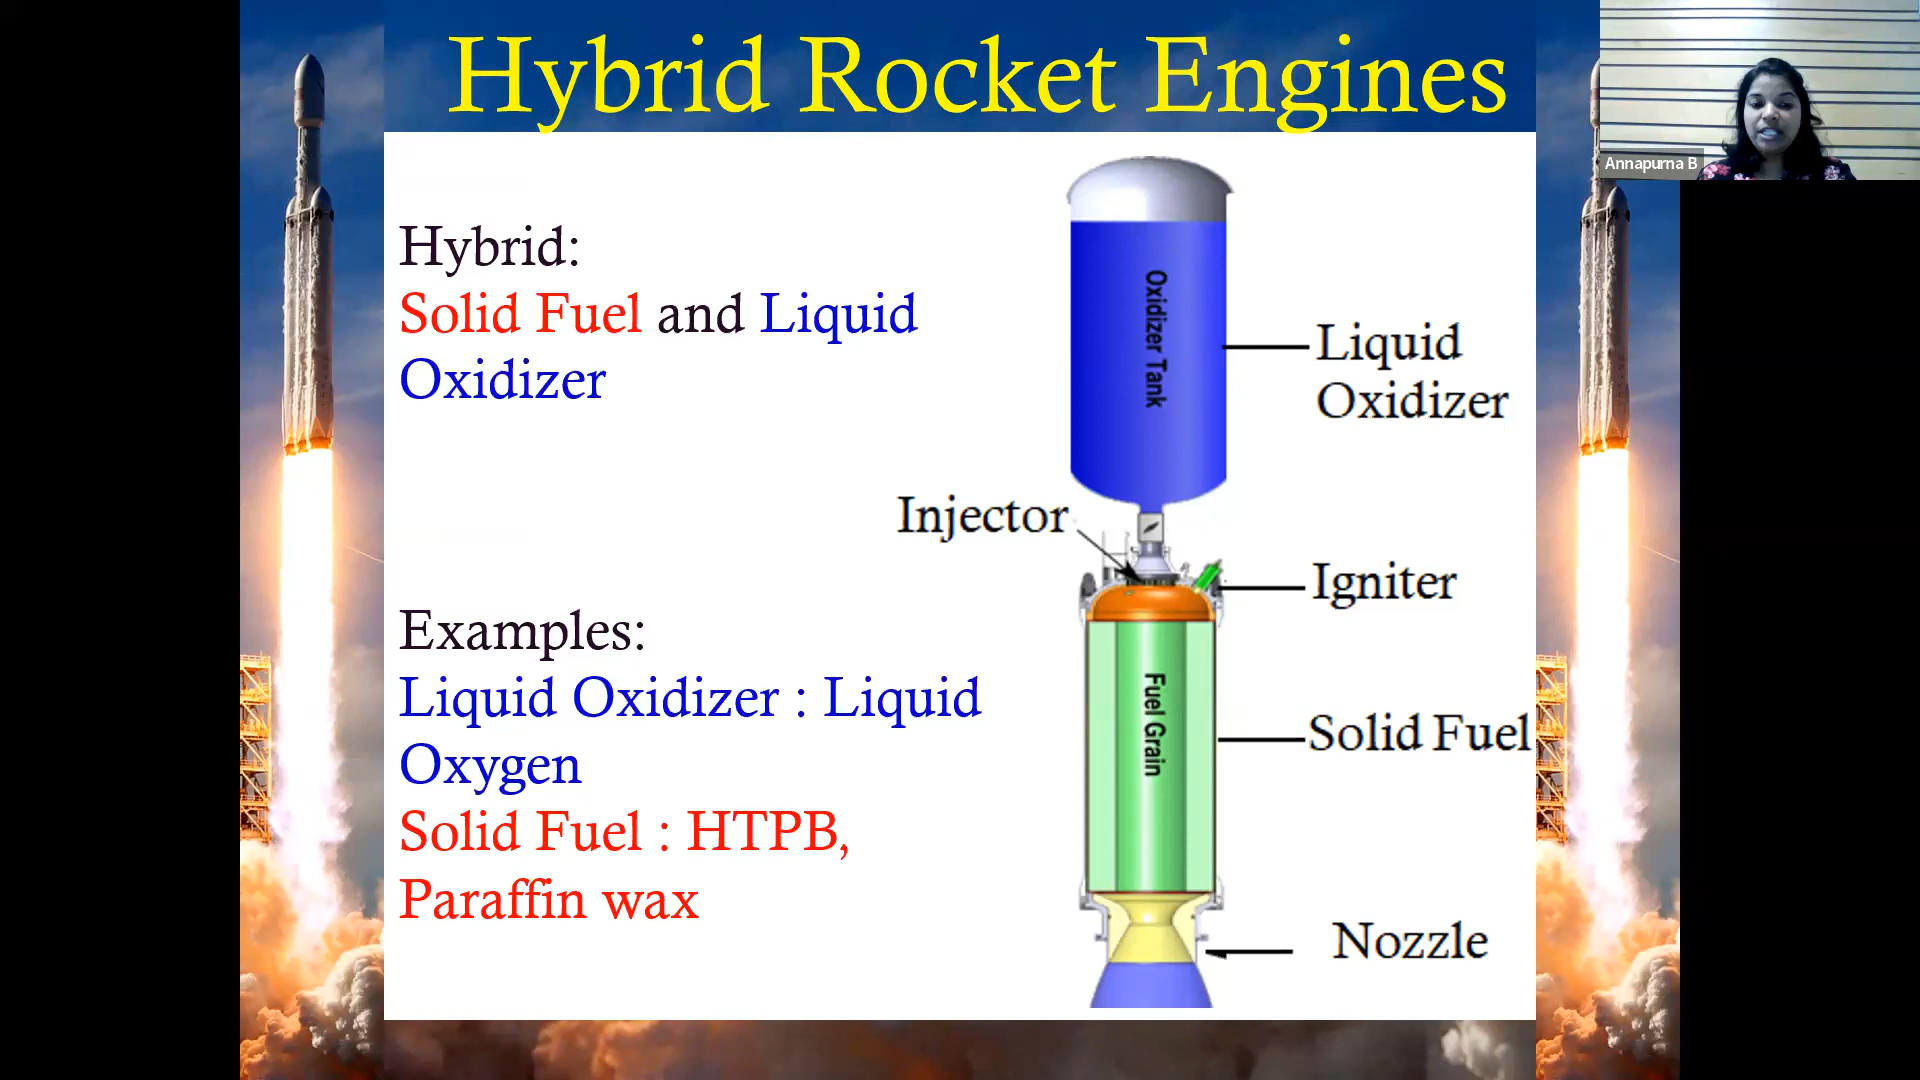 Hybrid Rocket Engines
Annapurna B
Hybrid:
Solid Fuel and Liquid
Oxidizer
Examples:
Liquid Oxidizer : Liquid
Oxygen
Solid Fuel : HTPB,
Paraffin wax
Oxidizer Tank
Liquid
Oxidizer
Injector
Igniter
Fuel Grain
Solid Fuel
Nozzle